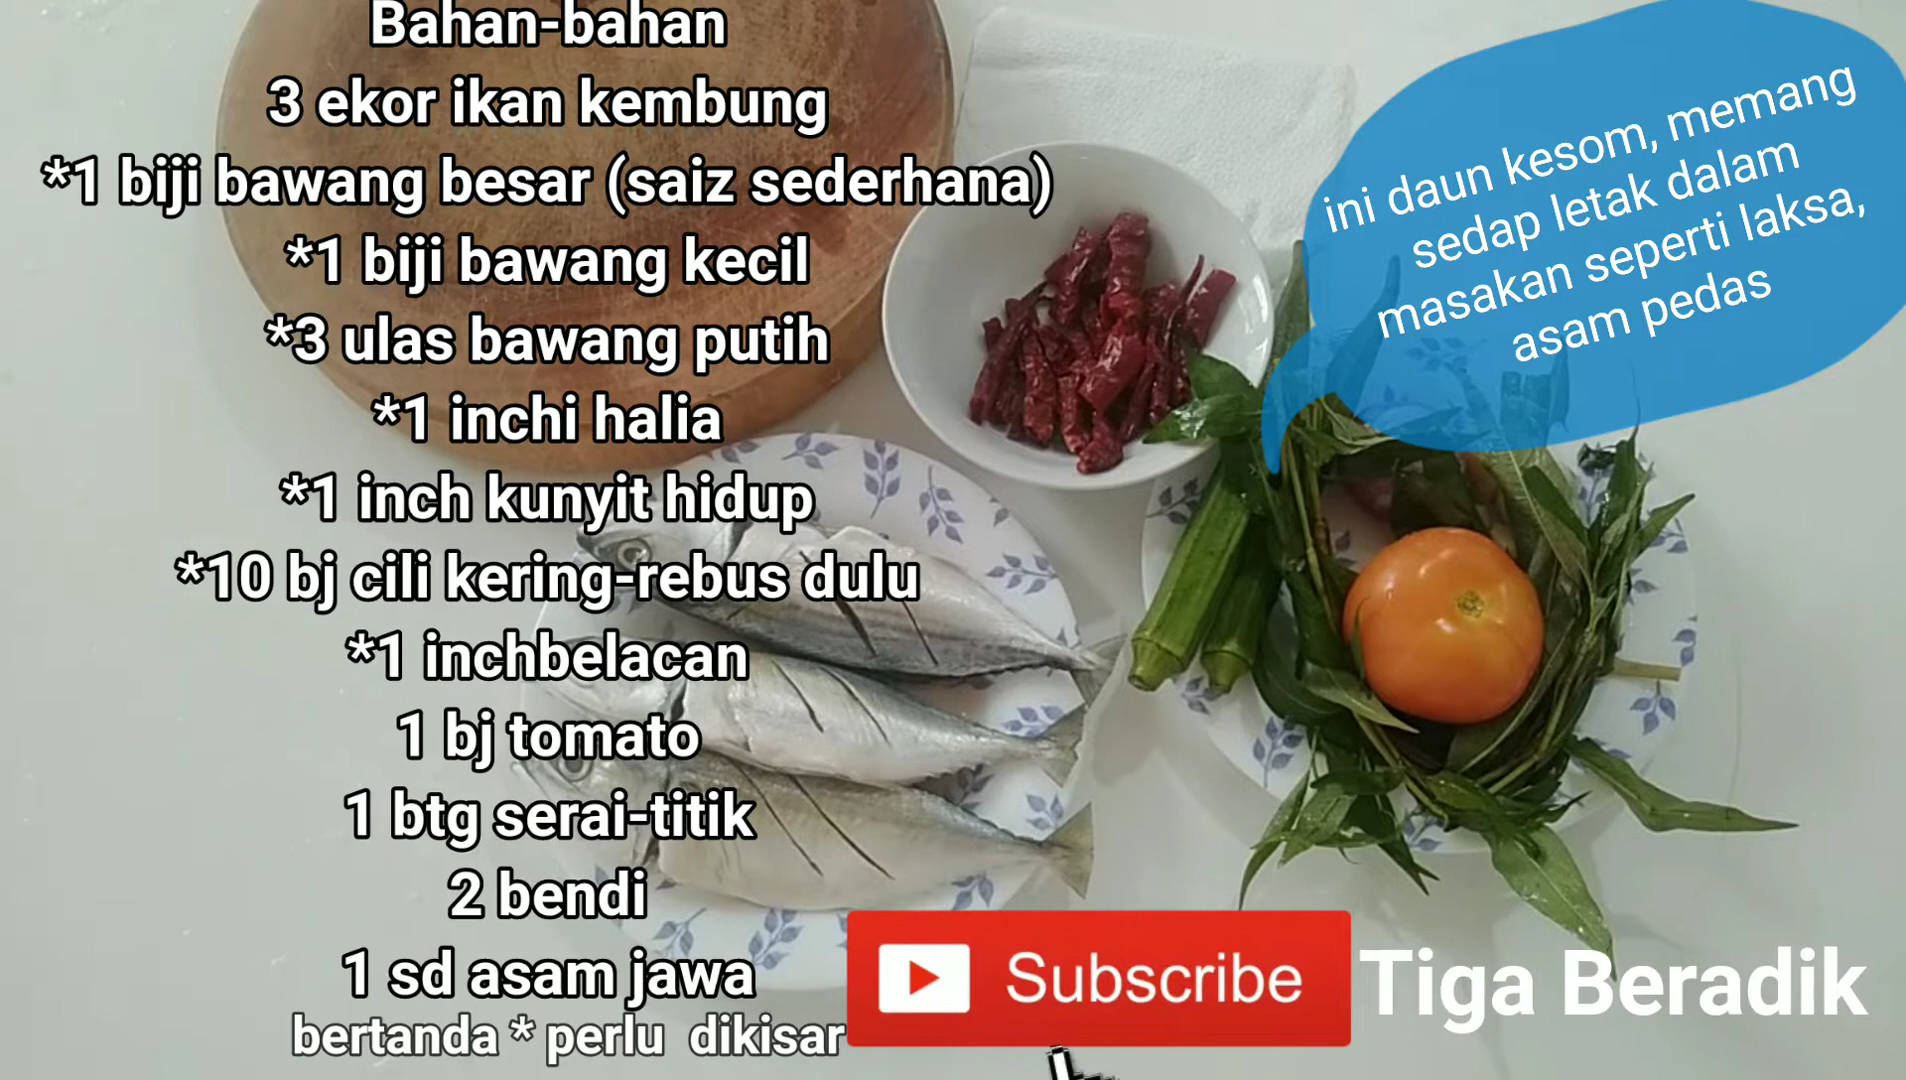 Bahan-bahan
3 ekor ikan kembung
*1 biji bawang besar (saiz sederhana)
*1 biji bawang kecil
*3 ulas bawang putih
*1 inchi halia
*1 inch kunyit hidup
*10 bj cili kering-rebus dulu
*1 inchbelacan
1 bj tomato
1 btg serai-titik
2 bendi
1 sd asam jawa
bertanda * perlu dikisar
ini daun kesom, memang
sedap letak dalam
masakan seperti laksa,
asam pedas
Subscribe
Tiga Beradik